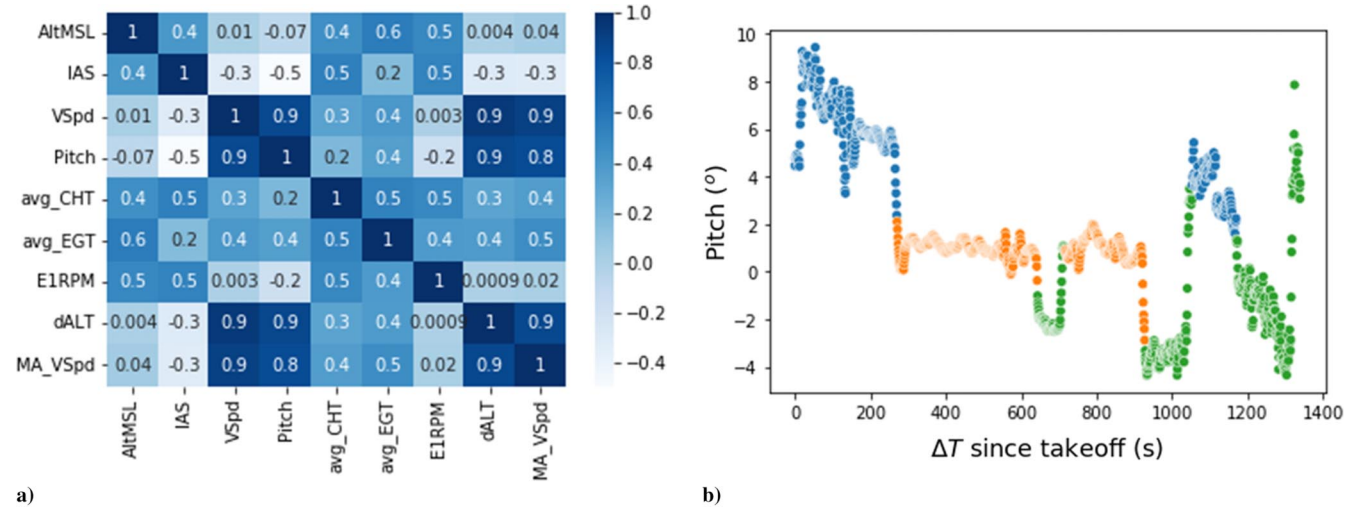 AltMSL 1 0.4 0.01 -0.07 0.4 0.6 0.5 0.004 0.04
IAS 0.4 1 -0.3 -0.5 0.5 0.2 0.5 -0.3 -0.3
VSpd 0.01 -0.3 1 0.9 0.3 0.4 0.003 0.9 0.9
Pitch -0.07 -0.5 0.9 1 0.2 0.4 -0.2 0.9 0.8
avg_CHT 0.4 0.5 0.3 0.2 1 0.5 0.5 0.3 0.4
avg_EGT 0.6 0.2 0.4 0.4 0.5 1 0.4 0.4 0.5
E1RPM 0.5 0.5 0.003 -0.2 0.5 0.4 1 0.0009 0.02
dALT 0.004 -0.3 0.9 0.9 0.3 0.4 0.0009 1 0.9
MA_VSpd 0.04 -0.3 0.9 0.8 0.4 0.5 0.02 0.9 1
AltMSL IAS VSpd Pitch avg_CHT avg_EGT E1RPM dALT MA_VSpd
1.0
0.8
0.6
0.4
0.2
0.0
−0.2
−0.4
a)
Pitch (°)
10
8
6
4
2
0
−2
−4
0 200 400 600 800 1000 1200 1400
ΔT since takeoff (s)
b)